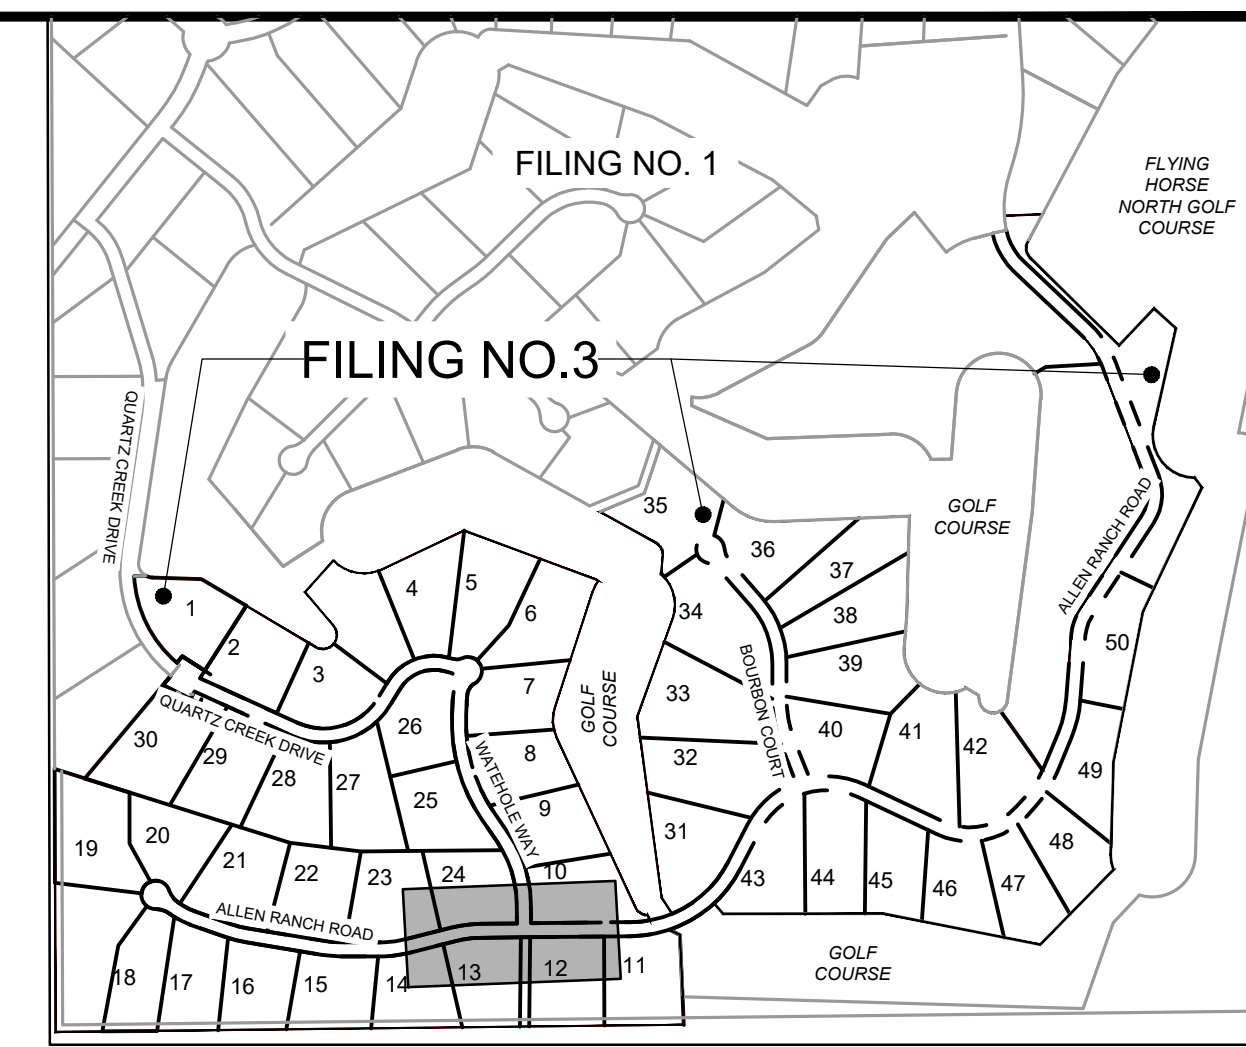 FILING NO. 1
FLYING
HORSE
NORTH GOLF
COURSE
FILING NO.3
QUARTZ CREEK DRIVE
35
GOLF
COURSE
ALLEN RANCH ROAD
36
37
38
39
34
33
32
31
BOURBON COURT
1
2
3
4
5
6
7
8
9
10
GOLF
COURSE
50
49
48
47
46
45
44
43
42
41
40
QUARTZ CREEK DRIVE
30
29
28
27
26
25
WATEHOLE WAY
19
20
21
22
23
24
ALLEN RANCH ROAD
18
17
16
15
14
13
12
11
GOLF
COURSE